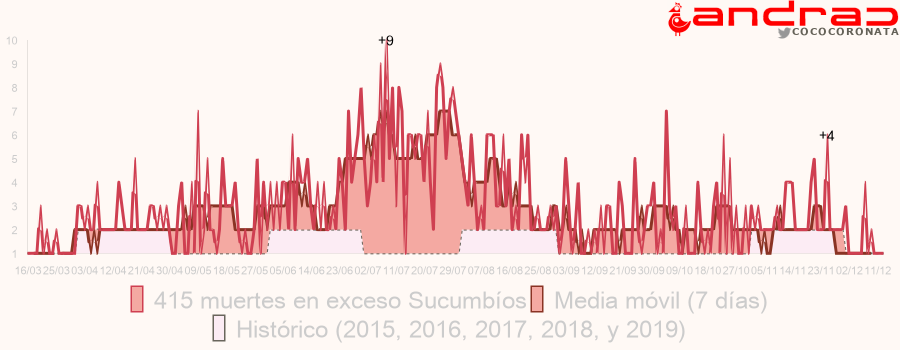 andrac
COCOCORONATA
+9
+4
10
9
8
7
6
5
4
3
2
1
16/03 25/03 03/04 12/04 21/04 30/04 09/05 18/05 27/05 05/06 14/06 23/06 02/07 11/07 20/07 29/07 07/08 16/08 25/08 03/09 12/09 21/09 30/09 09/10 18/10 27/10 05/11 14/11 23/11 02/12 11/12
415 muertes en exceso Sucumbíos Media móvil (7 días)
Histórico (2015, 2016, 2017, 2018, y 2019)